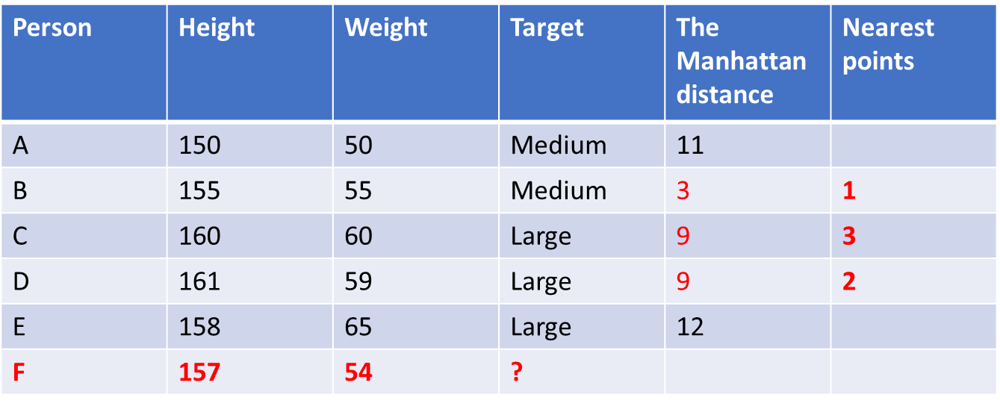 Person Height Weight Target The Manhattan distance Nearest points
A 150 50 Medium 11
B 155 55 Medium 3 1
C 160 60 Large 9 3
D 161 59 Large 9 2
E 158 65 Large 12
F 157 54 ?